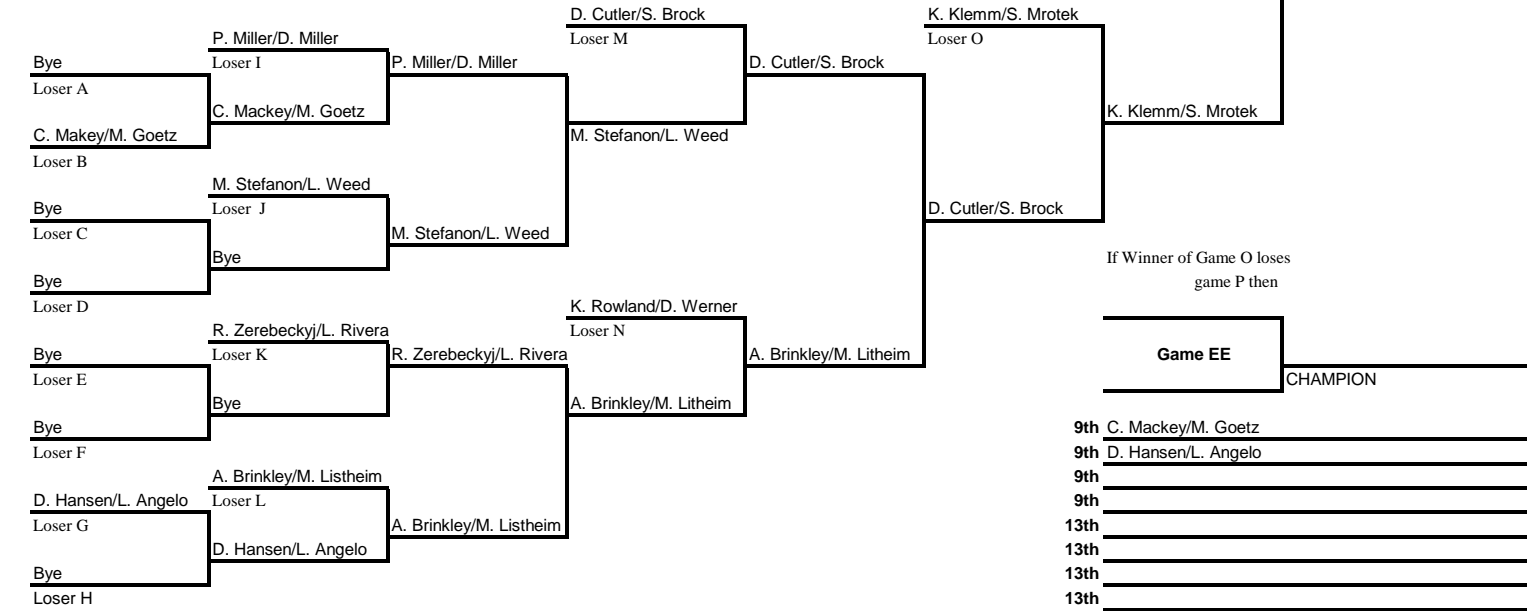 D. Cutler/S. Brock
K. Klemm/S. Mrotek
P. Miller/D. Miller
Loser M
Loser O
Bye
Loser I
P. Miller/D. Miller
D. Cutler/S. Brock
Loser A
C. Mackey/M. Goetz
K. Klemm/S. Mrotek
C. Makey/M. Goetz
M. Stefanon/L. Weed
Loser B
M. Stefanon/L. Weed
Bye
Loser J
D. Cutler/S. Brock
Loser C
M. Stefanon/L. Weed
Bye
If Winner of Game O loses
Bye
game P then
Loser D
K. Rowland/D. Werner
R. Zerebeckyj/L. Rivera
Loser N
Bye
Loser K
R. Zerebeckyj/L. Rivera
A. Brinkley/M. Litheim
Game EE
Loser E
CHAMPION
Bye
A. Brinkley/M. Litheim
Bye
9th C. Mackey/M. Goetz
Loser F
9th D. Hansen/L. Angelo
A. Brinkley/M. Listheim
9th
D. Hansen/L. Angelo
Loser L
9th
Loser G
A. Brinkley/M. Listheim
13th
D. Hansen/L. Angelo
13th
Bye
13th
Loser H
13th